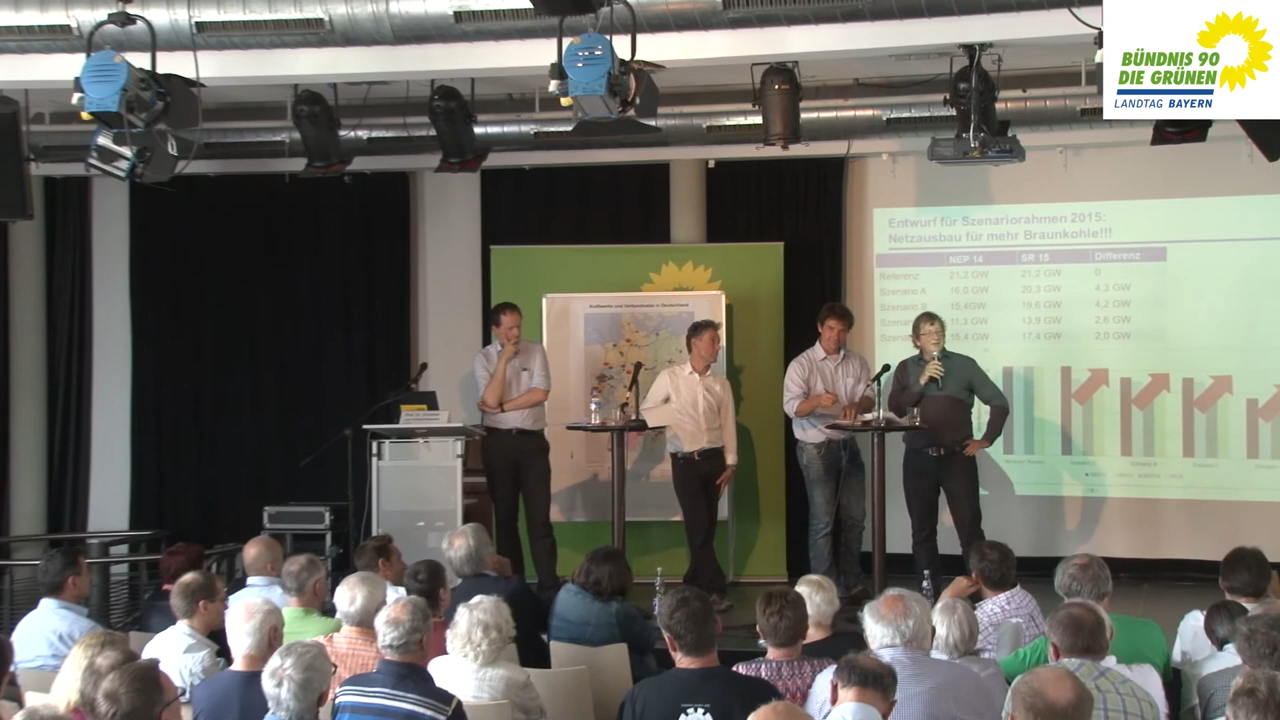 BÜNDNIS 90
DIE GRÜNEN
LANDTAG BAYERN
Entwurf für Szenariorahmen 2015:
Netzausbau für mehr Braunkohle!!!
NEP 14 SR 15 Differenz
Referenz 21,2 GW 21,2 GW 0
Szenario A 16,0 GW 20,3 GW 4,3 GW
Szenario B 15,4GW 19,6 GW 4,2 GW
11,3 GW 13,9 GW 2,6 GW
15,4 GW 17,4 GW 2,0 GW
Kraftwerke und Verbundnetze in Deutschland
Prof. Dr.